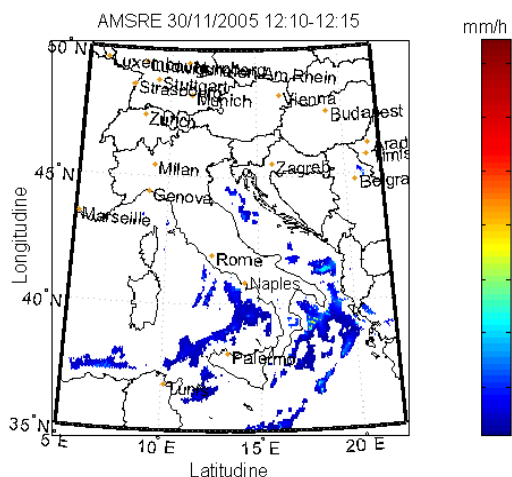 AMSRE 30/11/2005 12:10-12:15
mm/h
50°N
Luxembourg
Am Rhein
Stuttgart
Strasbourg
Munich
Vienna
Budapest
Zurich
Arad
45°N
Milan
Zagreb
Belgra
Genova
Marseille
Rome
Naples
40°N
Palermo
Tunis
35°N
5°E
10°E
15°E
20°E
Longitudine
Latitudine